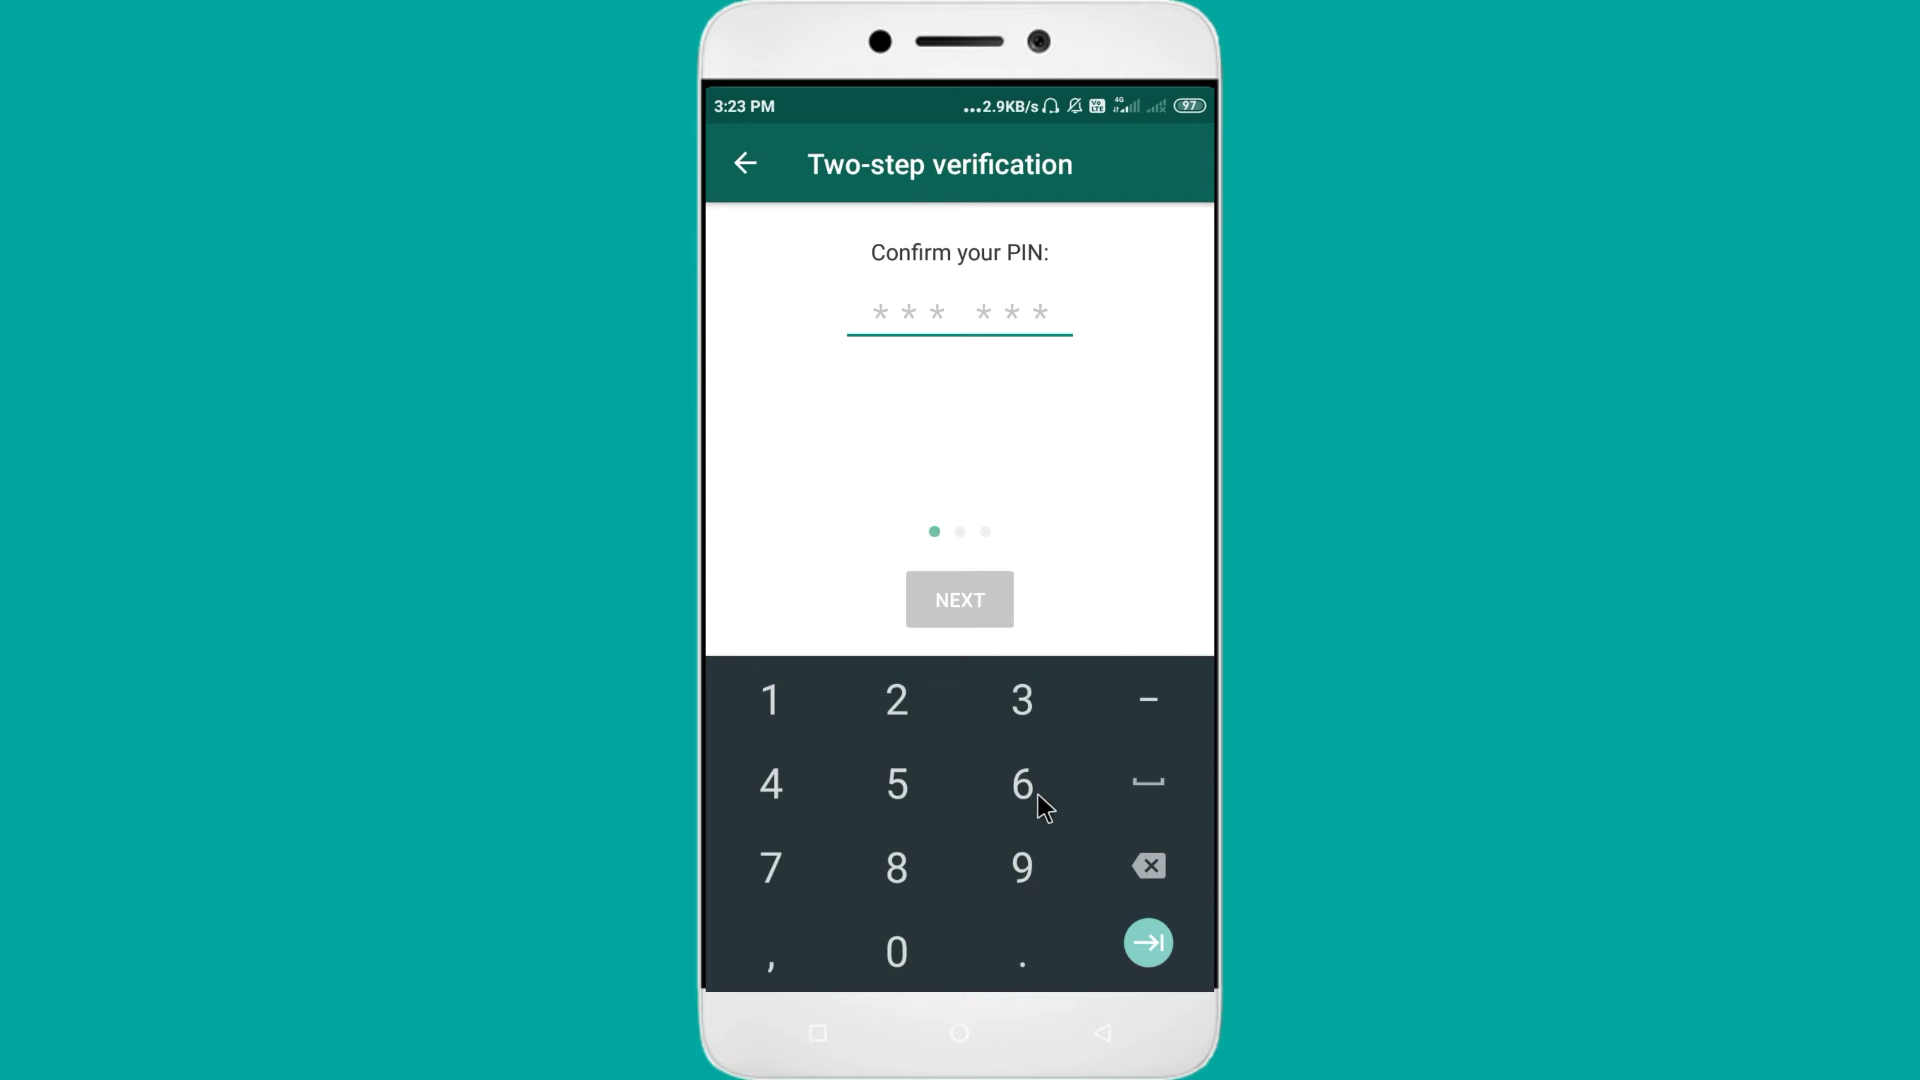 3:23 PM ...2.9KB/s 4G 97
Two-step verification
Confirm your PIN:
* * * * * *
NEXT
1 2 3 –
4 5 6
7 8 9
, 0 .